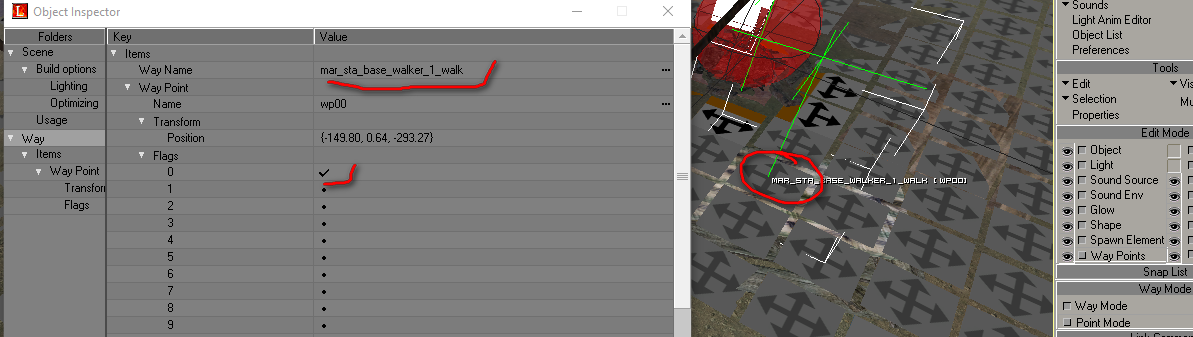 Object Inspector
Folders
Scene
Build options
Lighting
Optimizing
Usage
Way
Items
Way Point
Transforn
Flags
Key Value
Items
Way Name mar_sta_base_walker_1_walk ...
Way Point
Name wp00 ...
Transform
Position {-149.80, 0.64, -293.27}
Flags
0
1
2
3
4
5
6
7
8
9
MAR_STA_BASE_WALKER_1_WALK [WP00]
Sounds
Light Anim Editor
Object List
Preferences
Tools
Edit Vis
Selection Mu
Properties
Edit Mode
Object
Light
Sound Source
Sound Env
Glow
Shape
Spawn Element
Way Points
Snap List
Way Mode
Way Mode
Point Mode